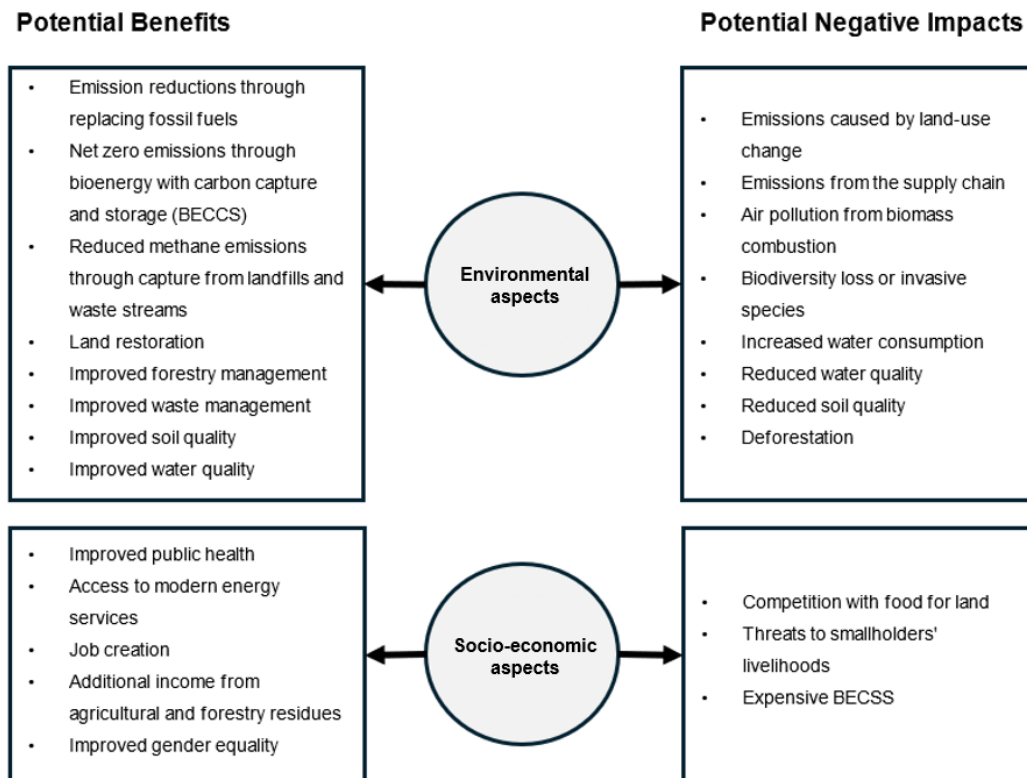 Potential Benefits
Potential Negative Impacts
• Emission reductions through
replacing fossil fuels
• Net zero emissions through
bioenergy with carbon capture
and storage (BECCS)
• Reduced methane emissions
through capture from landfills and
waste streams
• Land restoration
• Improved forestry management
• Improved waste management
• Improved soil quality
• Improved water quality
Environmental
aspects
• Emissions caused by land-use
change
• Emissions from the supply chain
• Air pollution from biomass
combustion
• Biodiversity loss or invasive
species
• Increased water consumption
• Reduced water quality
• Reduced soil quality
• Deforestation
• Improved public health
• Access to modern energy
services
• Job creation
• Additional income from
agricultural and forestry residues
• Improved gender equality
Socio-economic
aspects
• Competition with food for land
• Threats to smallholders'
livelihoods
• Expensive BECSS